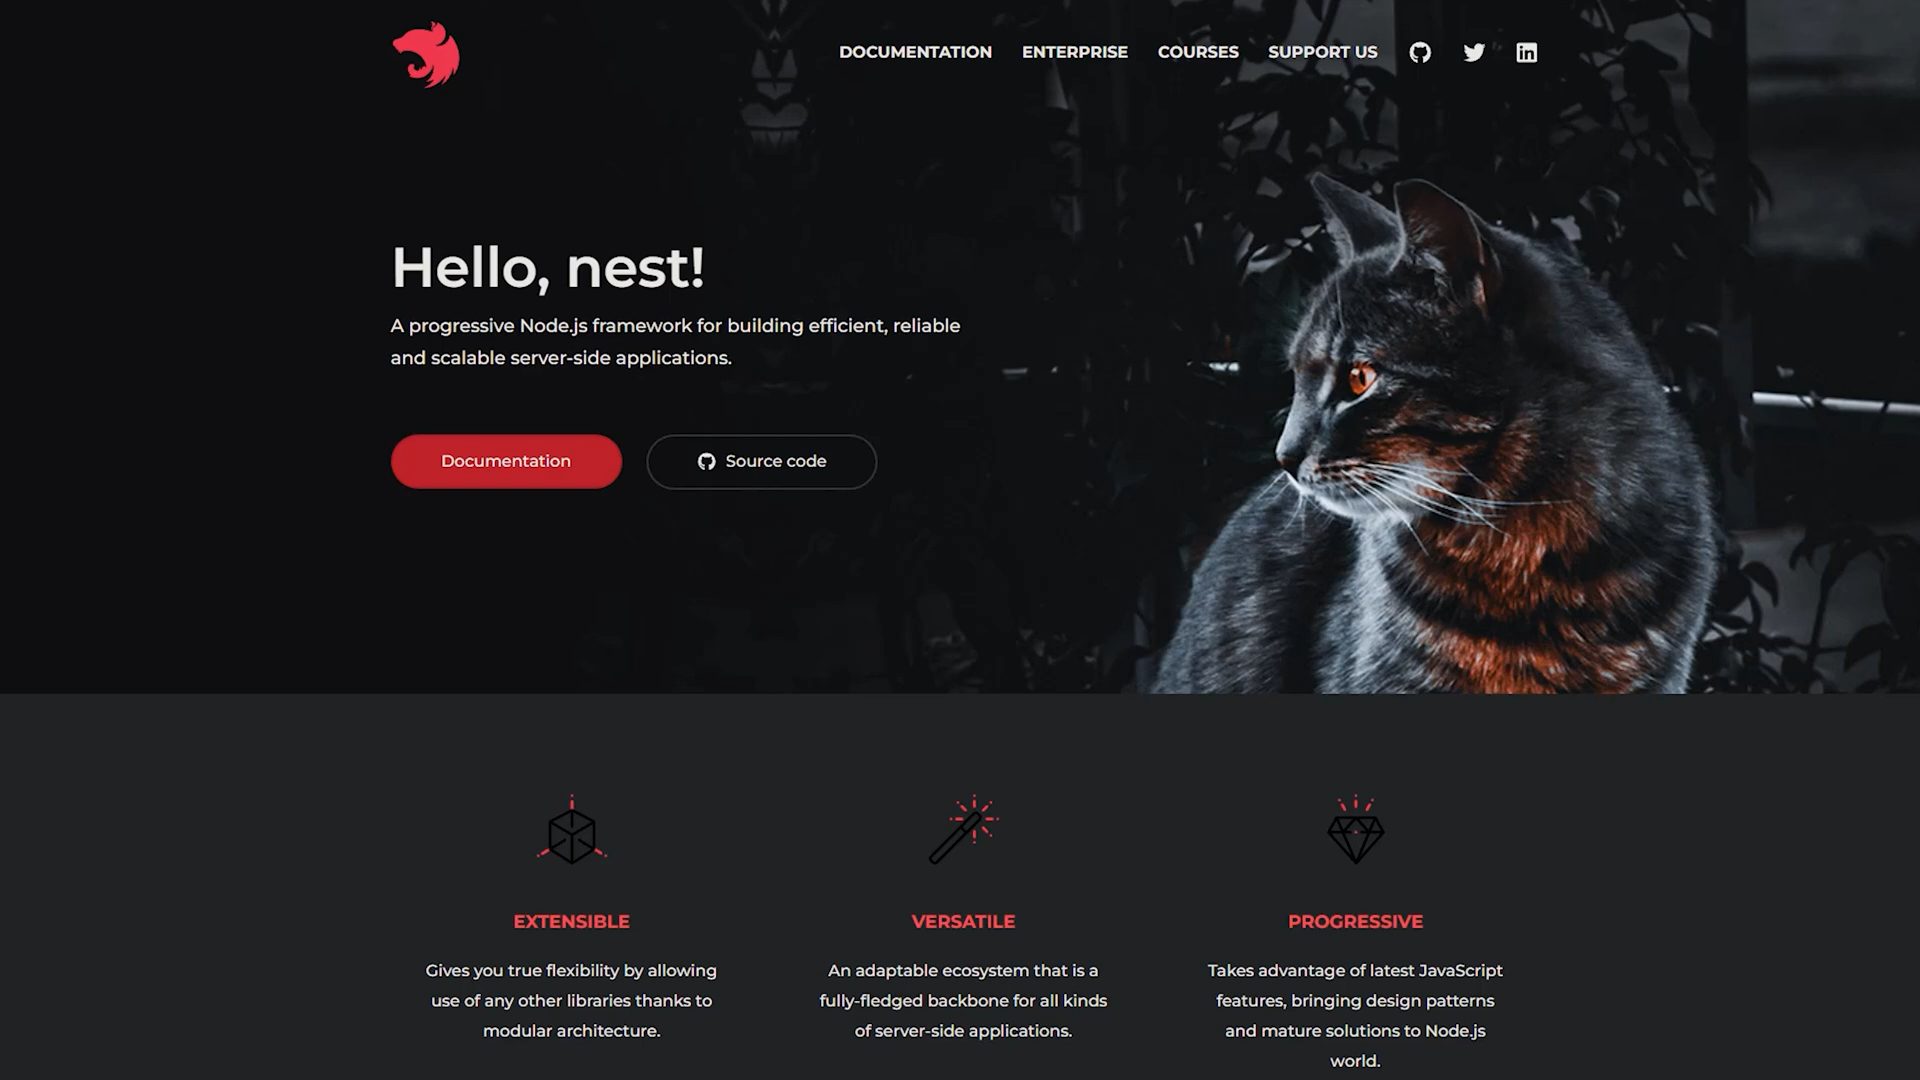 DOCUMENTATION ENTERPRISE COURSES SUPPORT US
Hello, nest!
A progressive Node.js framework for building efficient, reliable
and scalable server-side applications.
Documentation
Source code
EXTENSIBLE
Gives you true flexibility by allowing
use of any other libraries thanks to
modular architecture.
VERSATILE
An adaptable ecosystem that is a
fully-fledged backbone for all kinds
of server-side applications.
PROGRESSIVE
Takes advantage of latest JavaScript
features, bringing design patterns
and mature solutions to Node.js
world.